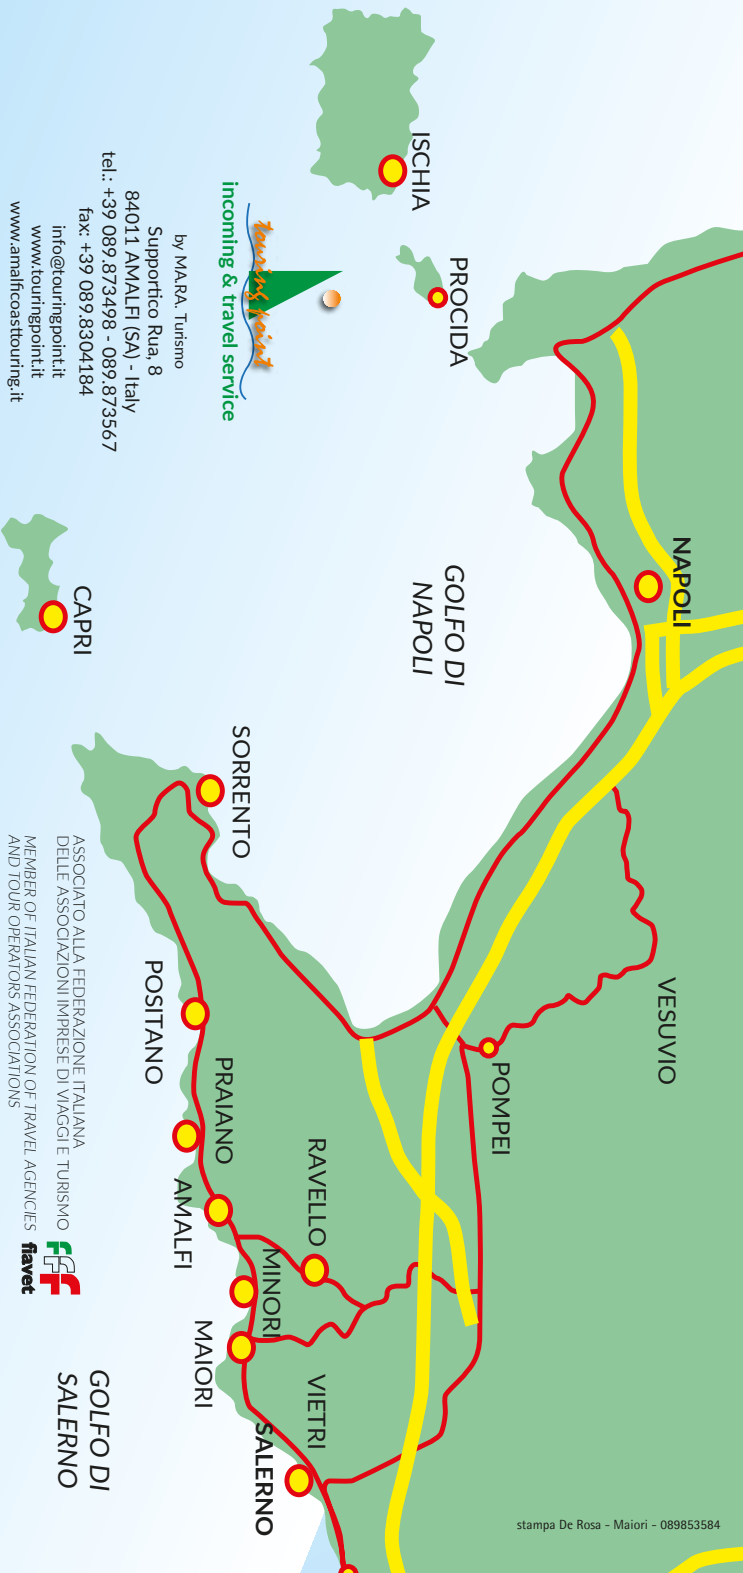 ISCHIA
PROCIDA
NAPOLI
GOLFO DI
NAPOLI
CAPRI
SORRENTO
VESUVIO
POMPEI
POSITANO
PRAIANO
AMALFI
RAVELLO
MINORI
MAIORI
VIETRI
SALERNO
GOLFO DI
SALERNO
touring point
incoming & travel service
by MA.RA. Turismo
Supportico Rua, 8
84011 AMALFI (SA) - Italy
tel.: +39 089.873498 - 089.873567
fax: +39 089.8304184
info@touringpoint.it
www.touringpoint.it
www.amalficoasttouring.it
ASSOCIATO ALLA FEDERAZIONE ITALIANA
DELLE ASSOCIAZIONI IMPRESE DI VIAGGI E TURISMO
MEMBER OF ITALIAN FEDERATION OF TRAVEL AGENCIES
AND TOUR OPERATORS ASSOCIATIONS
fiavet
stampa De Rosa - Maiori - 089853584